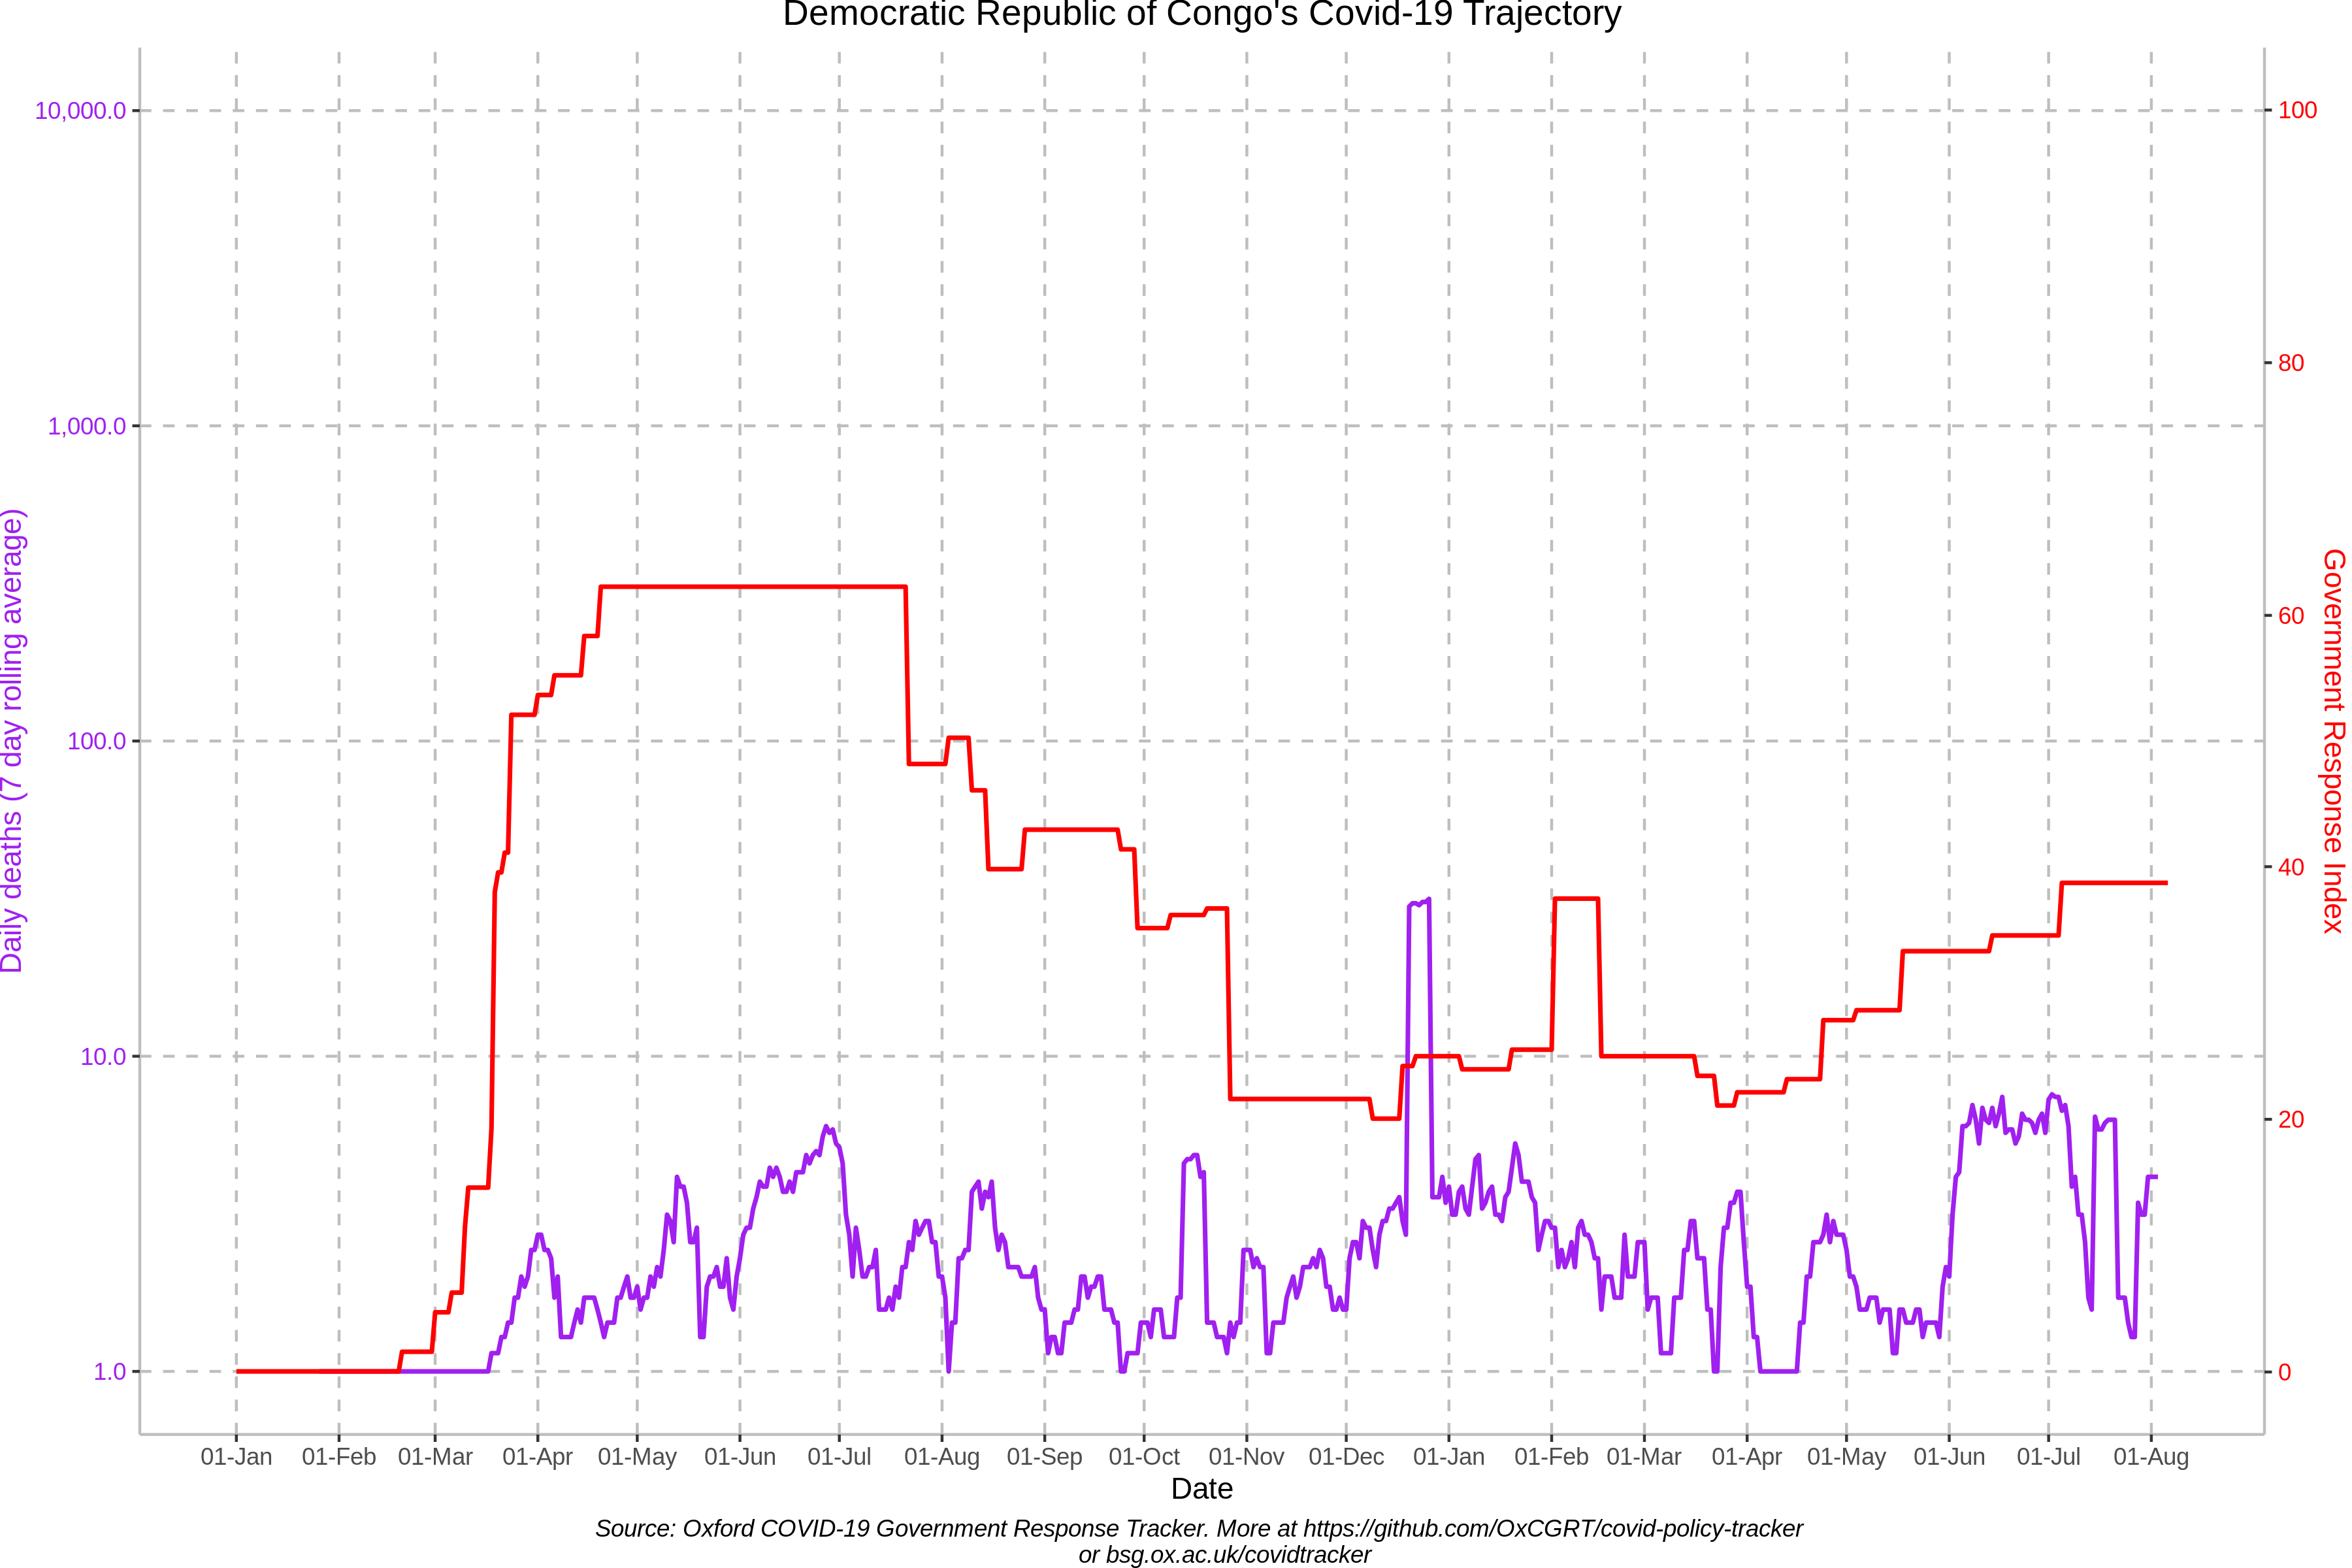 Democratic Republic of Congo's Covid-19 Trajectory
Daily deaths (7 day rolling average)
10,000.0
1,000.0
100.0
10.0
1.0
100
80
60
40
20
0
Government Response Index
01-Jan 01-Feb 01-Mar 01-Apr 01-May 01-Jun 01-Jul 01-Aug 01-Sep 01-Oct 01-Nov 01-Dec 01-Jan 01-Feb 01-Mar 01-Apr 01-May 01-Jun 01-Jul 01-Aug
Date
Source: Oxford COVID-19 Government Response Tracker. More at https://github.com/OxCGRT/covid-policy-tracker
or bsg.ox.ac.uk/covidtracker